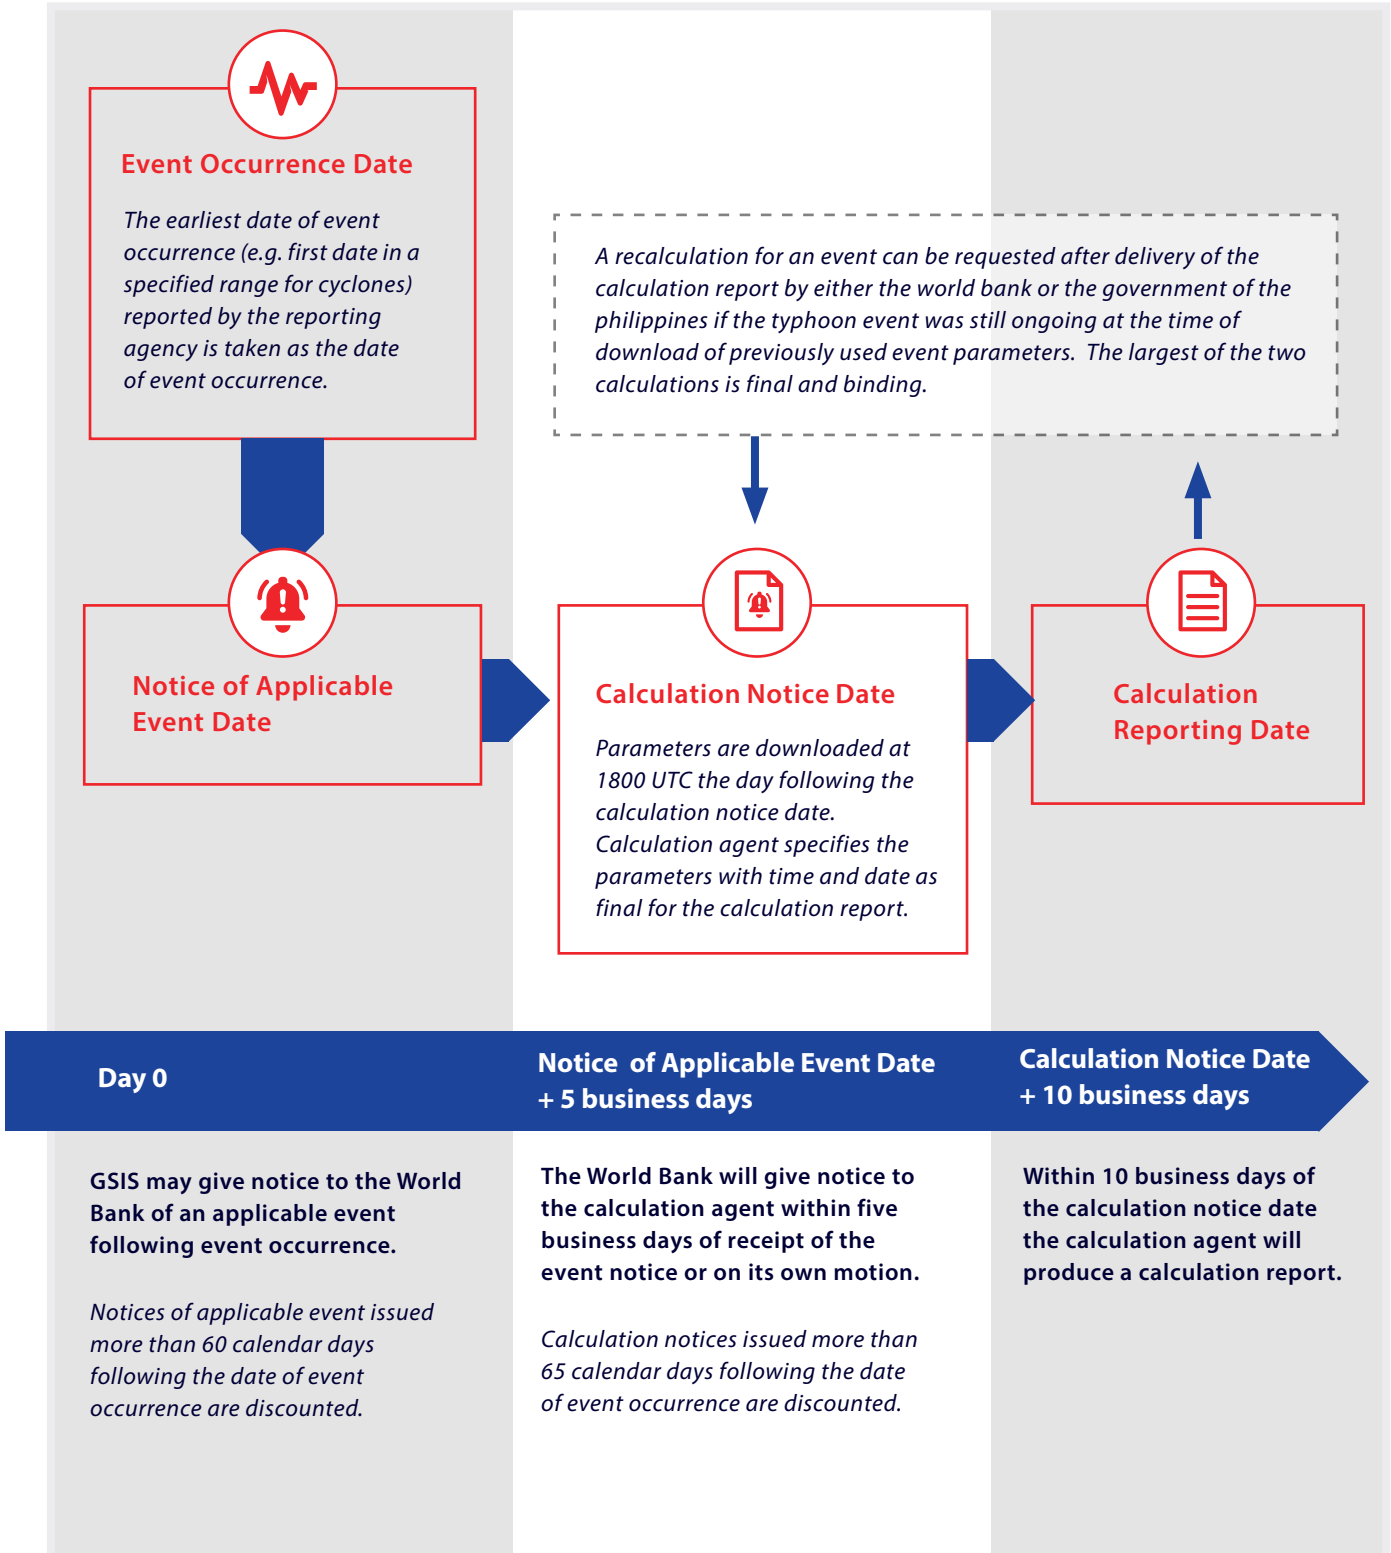 Event Occurrence Date
The earliest date of event
occurrence (e.g. first date in a
specified range for cyclones)
reported by the reporting
agency is taken as the date
of event occurrence.
A recalculation for an event can be requested after delivery of the
calculation report by either the world bank or the government of the
philippines if the typhoon event was still ongoing at the time of
download of previously used event parameters. The largest of the two
calculations is final and binding.
Notice of Applicable
Event Date
Calculation Notice Date
Parameters are downloaded at
1800 UTC the day following the
calculation notice date.
Calculation agent specifies the
parameters with time and date as
final for the calculation report.
Calculation
Reporting Date
Day 0
Notice of Applicable Event Date
+ 5 business days
Calculation Notice Date
+ 10 business days
GSIS may give notice to the World
Bank of an applicable event
following event occurrence.
Notices of applicable event issued
more than 60 calendar days
following the date of event
occurrence are discounted.
The World Bank will give notice to
the calculation agent within five
business days of receipt of the
event notice or on its own motion.
Calculation notices issued more than
65 calendar days following the date
of event occurrence are discounted.
Within 10 business days of
the calculation notice date
the calculation agent will
produce a calculation report.